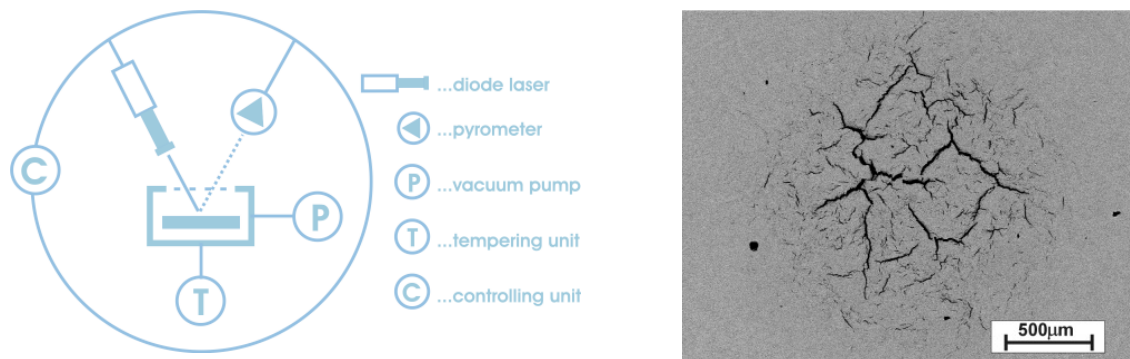 C
P
T
...diode laser
...pyrometer
P ...vacuum pump
T ...tempering unit
C ...controlling unit
500μm